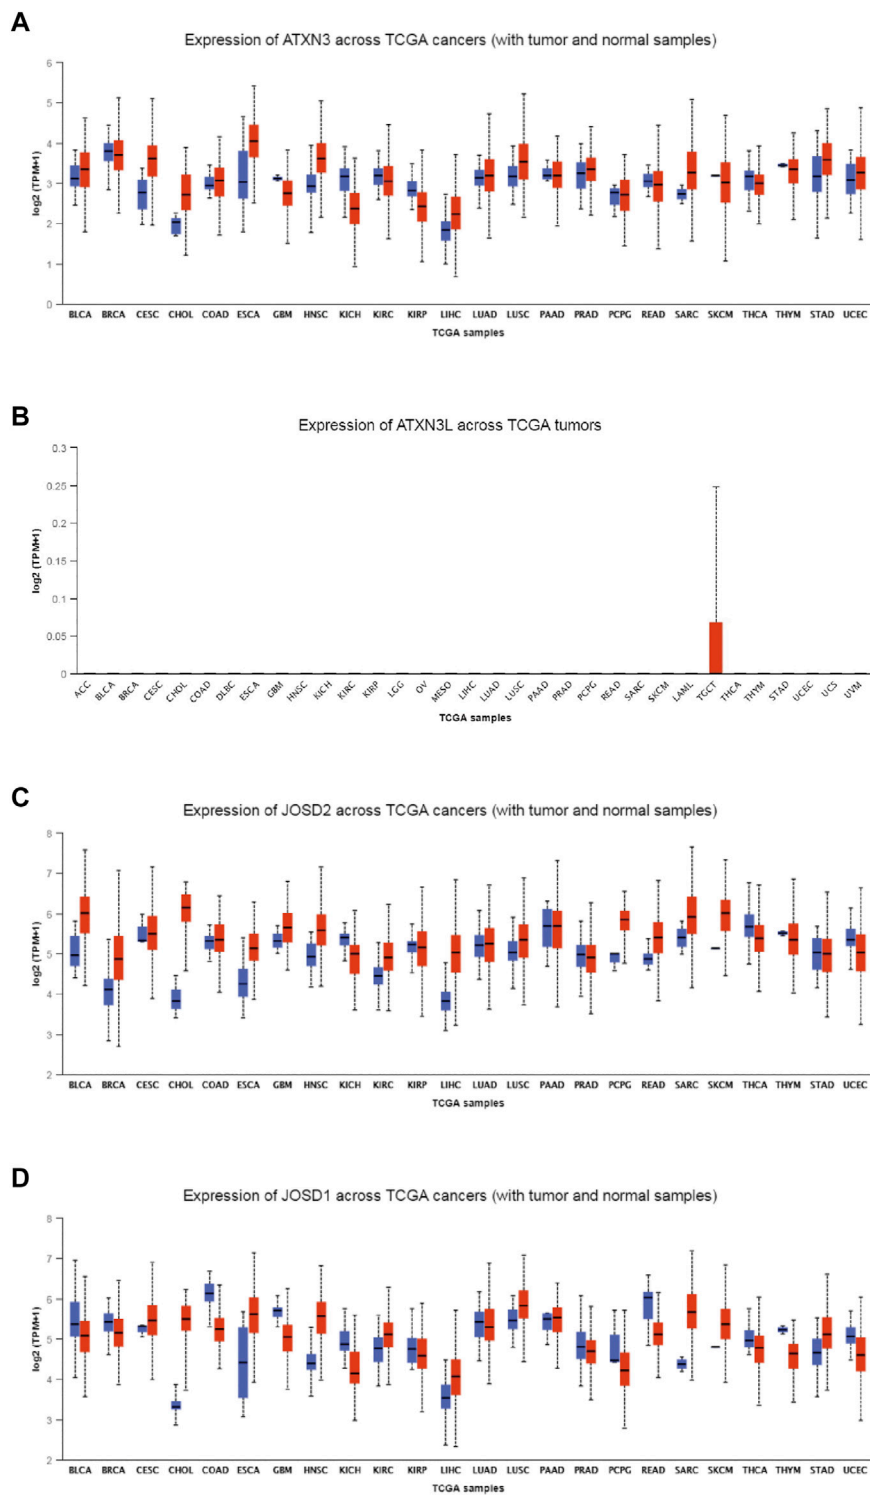 A
Expression of ATXN3 across TCGA cancers (with tumor and normal samples)
6
5
4
3
2
1
0
log2 (TPM+1)
BLCA BRCA CESC CHOL COAD ESCA GBM HNSC KICH KIRC KIRP LIHC LUAD LUSC PAAD PRAD PCPG READ SARC SKCM THCA THYM STAD UCEC
TCGA samples
B
Expression of ATXN3L across TCGA tumors
0.3
0.25
0.2
0.15
0.1
0.05
0
log2 (TPM+1)
ACC BLCA BRCA CESC CHOL COAD DLBC ESCA GBM HNSC KICH KIRC KIRP LGG OV MESO LIHC LUAD LUSC PAAD PRAD PCPG READ SARC SKCM LAML TGCT THCA THYM STAD UCEC UCS UVM
TCGA samples
C
Expression of JOSD2 across TCGA cancers (with tumor and normal samples)
8
7
6
5
4
3
2
log2 (TPM+1)
BLCA BRCA CESC CHOL COAD ESCA GBM HNSC KICH KIRC KIRP LIHC LUAD LUSC PAAD PRAD PCPG READ SARC SKCM THCA THYM STAD UCEC
TCGA samples
D
Expression of JOSD1 across TCGA cancers (with tumor and normal samples)
8
7
6
5
4
3
2
log2 (TPM+1)
BLCA BRCA CESC CHOL COAD ESCA GBM HNSC KICH KIRC KIRP LIHC LUAD LUSC PAAD PRAD PCPG READ SARC SKCM THCA THYM STAD UCEC
TCGA samples